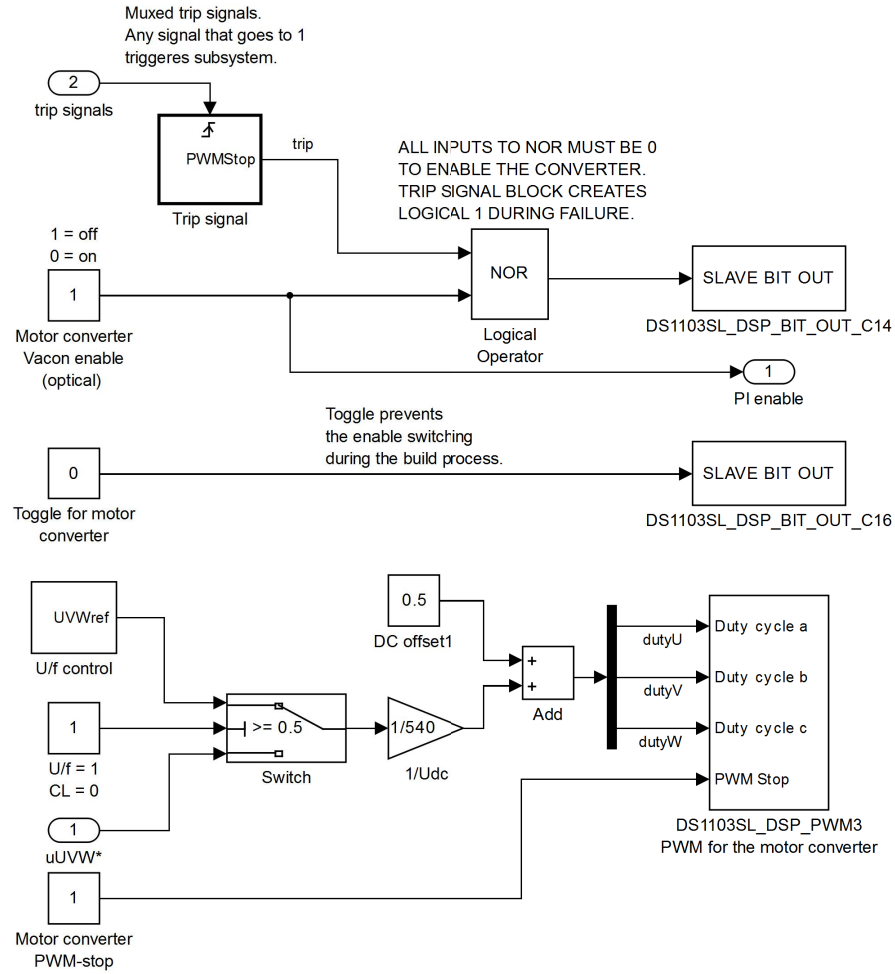 Muxed trip signals.
Any signal that goes to 1
triggeres subsystem.
2
trip signals
PWMStop
trip
Trip signal
ALL INPUTS TO NOR MUST BE 0
TO ENABLE THE CONVERTER.
TRIP SIGNAL BLOCK CREATES
LOGICAL 1 DURING FAILURE.
1 = off
0 = on
1
Motor converter
Vacon enable
(optical)
NOR
Logical
Operator
SLAVE BIT OUT
DS1103SL_DSP_BIT_OUT_C14
1
PI enable
Toggle prevents
the enable switching
during the build process.
0
Toggle for motor
converter
SLAVE BIT OUT
DS1103SL_DSP_BIT_OUT_C16
UVWref
U/f control
0.5
DC offset1
1
U/f = 1
CL = 0
>= 0.5
Switch
1/540
1/Udc
+
+
Add
dutyU
dutyV
dutyW
Duty cycle a
Duty cycle b
Duty cycle c
PWM Stop
DS1103SL_DSP_PWM3
PWM for the motor converter
1
uUVW*
1
Motor converter
PWM-stop